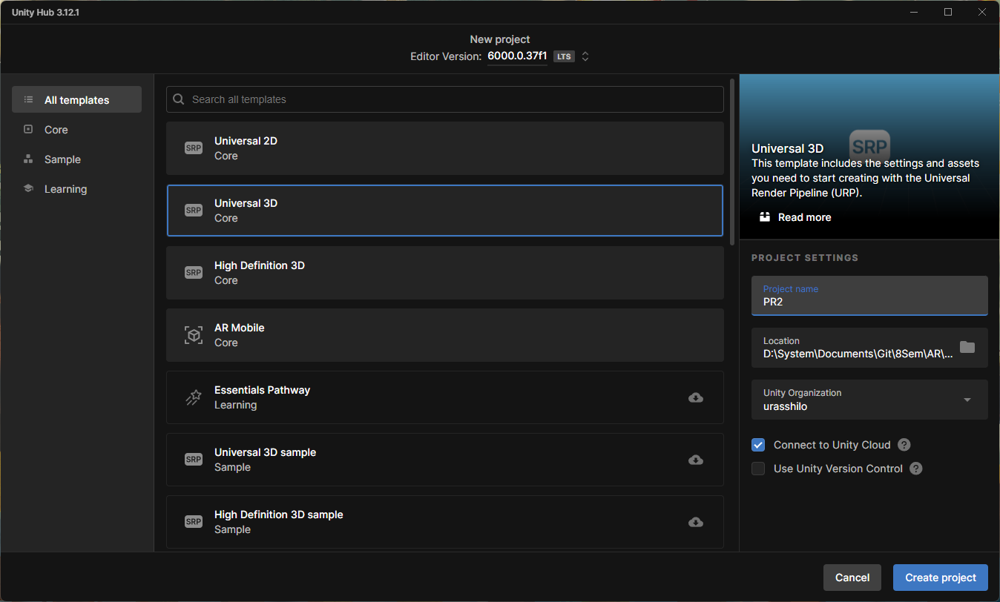 Unity Hub 3.12.1
New project
Editor Version: 6000.0.37f1 LTS
All templates
Core
Sample
Learning
Search all templates
SRP
Universal 2D
Core
SRP
Universal 3D
Core
SRP
High Definition 3D
Core
AR Mobile
Core
Essentials Pathway
Learning
SRP
Universal 3D sample
Sample
SRP
High Definition 3D sample
Sample
SRP
Universal 3D
This template includes the settings and assets
you need to start creating with the Universal
Render Pipeline (URP).
Read more
PROJECT SETTINGS
Project name
PR2
Location
D:\System\Documents\Git\8Sem\AR\...
Unity Organization
urasshilo
Connect to Unity Cloud ?
Use Unity Version Control ?
Cancel
Create project